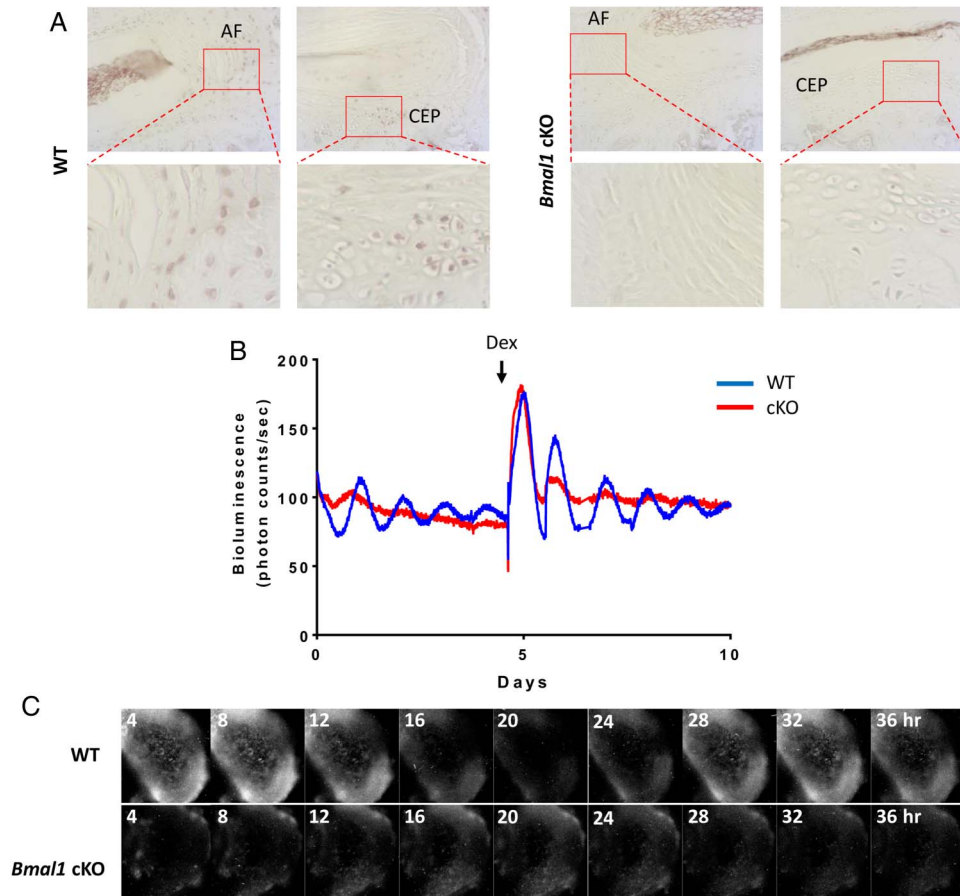 A
AF
CEP
WT
AF
CEP
Bmal1 cKO
B
Dex
WT
cKO
Bioluminescence
(photon counts/sec)
200
150
100
50
0
0 5 10
Days
C
WT
4 8 12 16 20 24 28 32 36 hr
Bmal1 cKO
4 8 12 16 20 24 28 32 36 hr